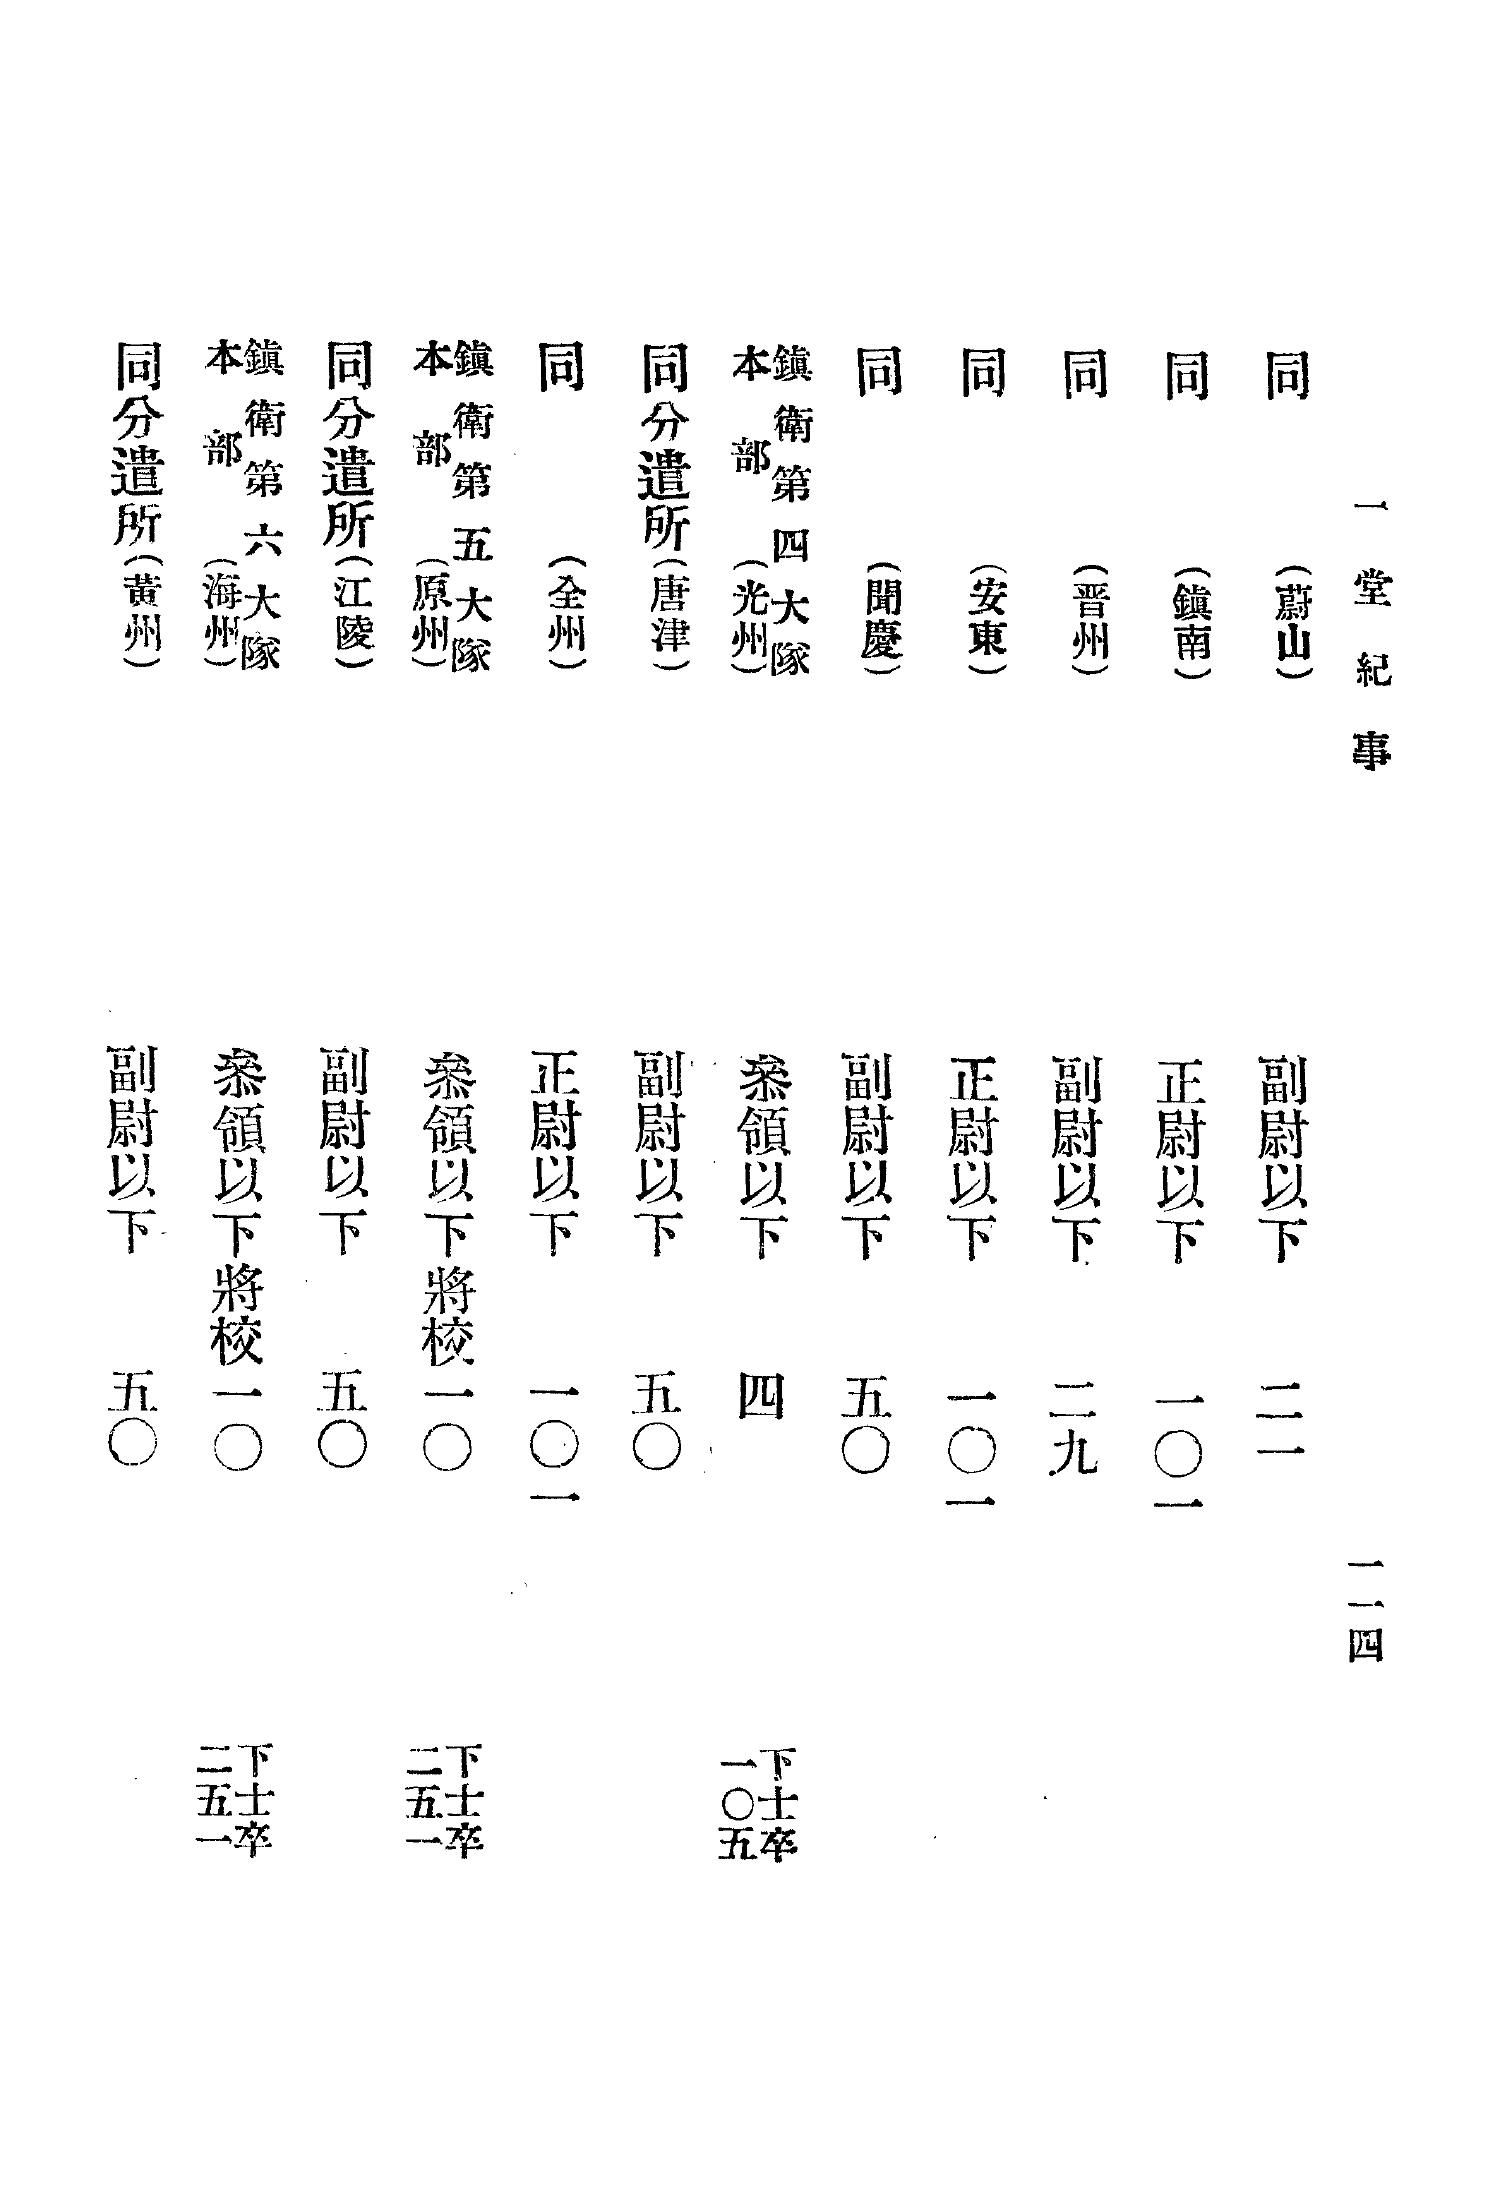 一堂紀事
一一四
同(蔚山) 副尉以下 二一
同(鎭南) 正尉以下 一〇一
同(晋州) 副尉以下 二九
同(安東) 正尉以下 一〇一
同(聞慶) 副尉以下 五〇
鎭衛第四大隊
本部(光州) 叅領以下 四 下士卒一〇五
同分遣所(唐津) 副尉以下 五〇
同(全州) 正尉以下 一〇一
鎭衛第五大隊
本部(原州) 叅領以下將校一〇 下士卒二五一
同分遣所(江陵) 副尉以下 五〇
鎭衛第六大隊
本部(海州) 叅領以下將校一〇 下士卒二五一
同分遣所(黃州) 副尉以下 五〇